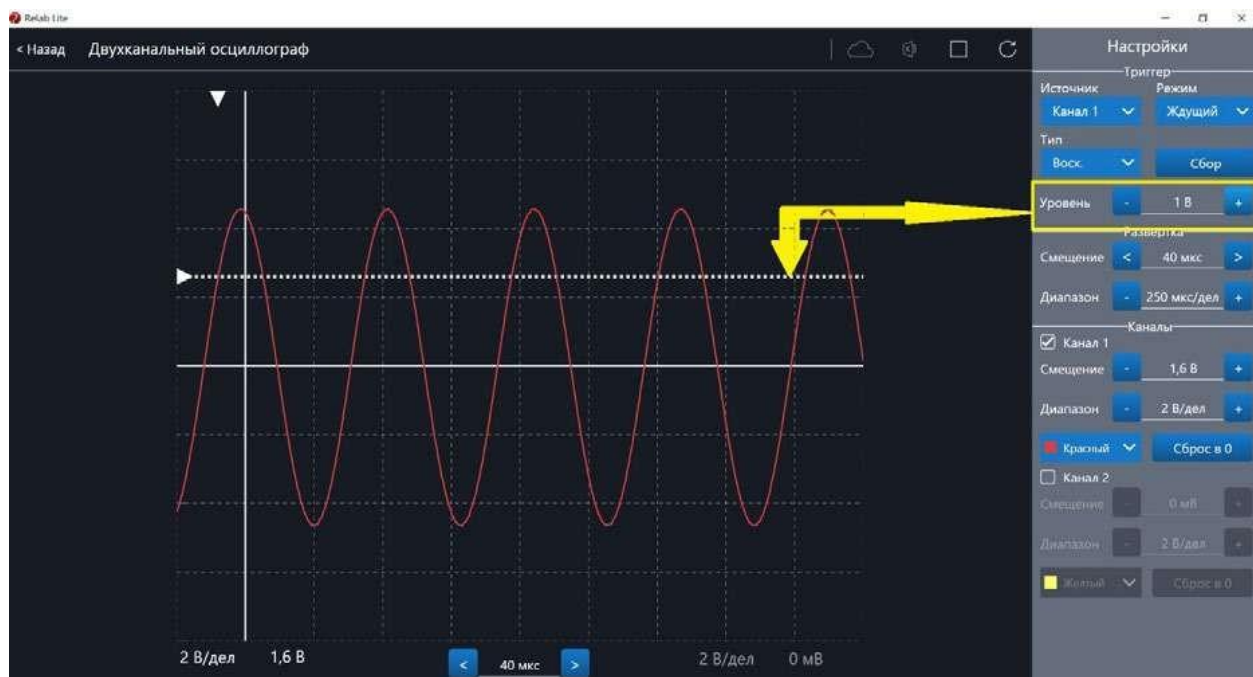 Relab Lite
< Назад Двухканальный осциллограф
Настройки
Триггер
Источник Режим
Канал 1 Ждущий
Тип
Восх. Сбор
Уровень - 1 В +
Развертка
Смещение < 40 мкс >
Диапазон - 250 мкс/дел +
Каналы
Канал 1
Смещение - 1,6 В +
Диапазон - 2 В/дел +
Красный Сброс в 0
Канал 2
Смещение - 0 мВ +
Диапазон - 2 В/дел +
Желтый Сброс в 0
2 В/дел 1,6 В < 40 мкс > 2 В/дел 0 мВ